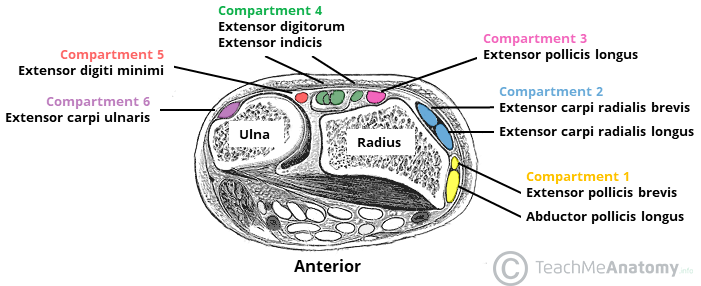 Compartment 4
Extensor digitorum
Extensor indicis
Compartment 3
Extensor pollicis longus
Compartment 5
Extensor digiti minimi
Compartment 6
Extensor carpi ulnaris
Compartment 2
Extensor carpi radialis brevis
Extensor carpi radialis longus
Ulna
Radius
Compartment 1
Extensor pollicis brevis
Abductor pollicis longus
Anterior
© TeachMeAnatomy.info